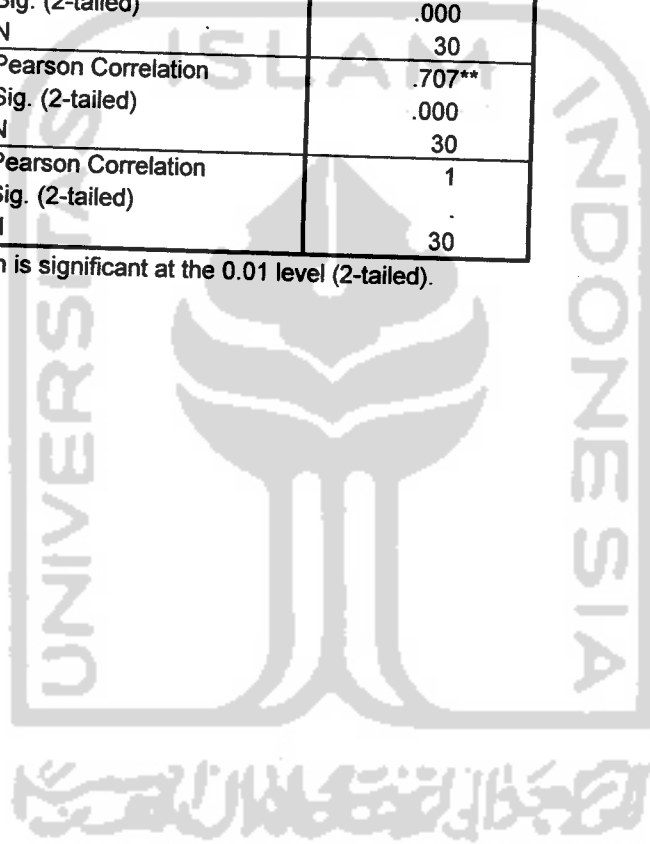 Sig. (2-tailed) .000
N 30
Pearson Correlation .707**
Sig. (2-tailed) .000
N 30
Pearson Correlation 1
Sig. (2-tailed) .
30
n is significant at the 0.01 level (2-tailed).
UNIVERSITAS
ISLAM
INDONESIA